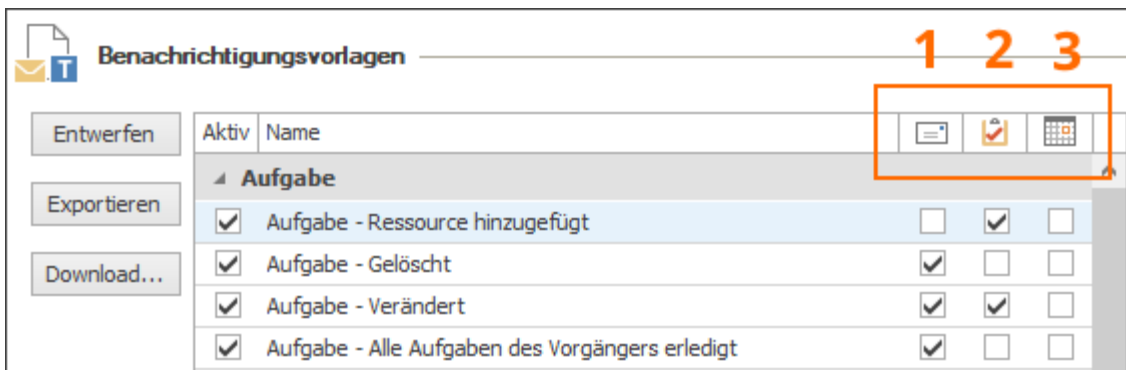 Benachrichtigungsvorlagen
1 2 3
Entwerfen
Exportieren
Download...
Aktiv Name
Aufgabe
Aufgabe - Ressource hinzugefügt
Aufgabe - Gelöscht
Aufgabe - Verändert
Aufgabe - Alle Aufgaben des Vorgängers erledigt
T